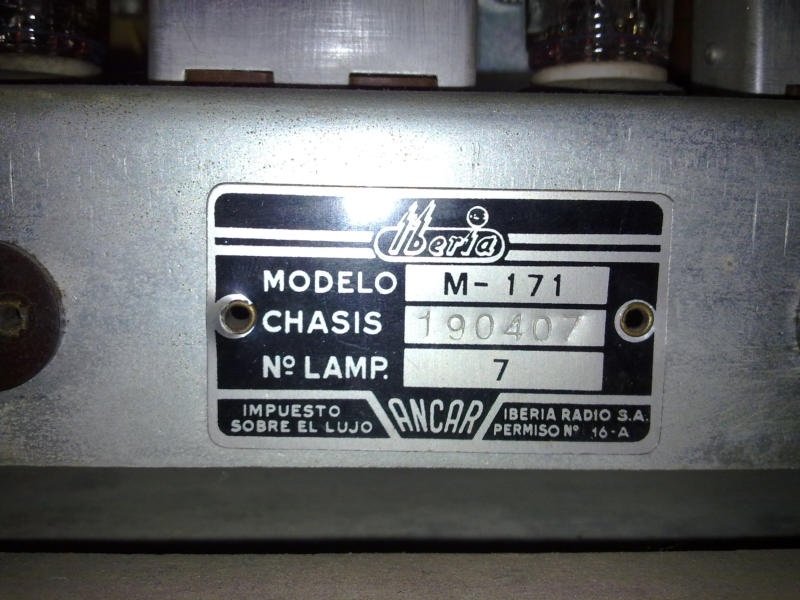 Iberia
MODELO M-171
CHASIS 190407
Nº LAMP. 7
IMPUESTO
SOBRE EL LUJO
ANCAR
IBERIA RADIO S.A.
PERMISO Nº 16-A